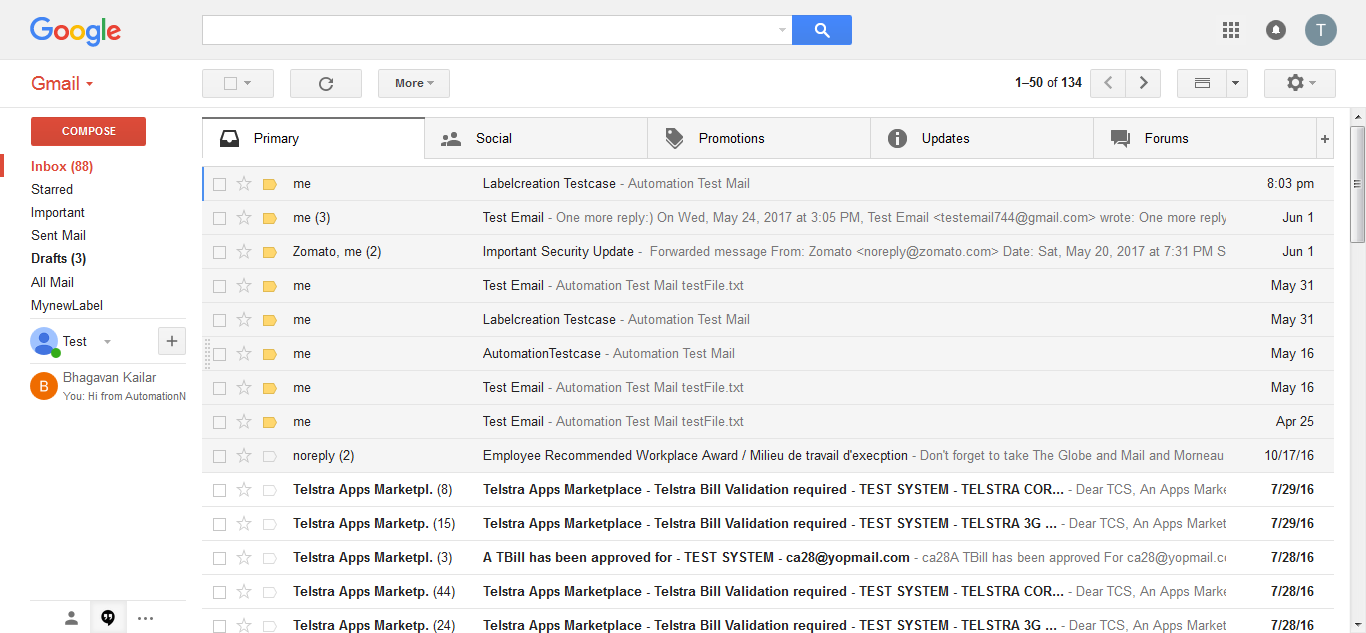 Google
T
Gmail
More
1–50 of 134
COMPOSE
Primary
Social
Promotions
Updates
Forums
+
Inbox (88)
Starred
Important
Sent Mail
Drafts (3)
All Mail
MynewLabel
Test
+
B
Bhagavan Kailar
You: Hi from AutomationN
me Labelcreation Testcase - Automation Test Mail 8:03 pm
me (3) Test Email - One more reply:) On Wed, May 24, 2017 at 3:05 PM, Test Email <testemail744@gmail.com> wrote: One more reply Jun 1
Zomato, me (2) Important Security Update - Forwarded message From: Zomato <noreply@zomato.com> Date: Sat, May 20, 2017 at 7:31 PM S Jun 1
me Test Email - Automation Test Mail testFile.txt May 31
me Labelcreation Testcase - Automation Test Mail May 31
me AutomationTestcase - Automation Test Mail May 16
me Test Email - Automation Test Mail testFile.txt May 16
me Test Email - Automation Test Mail testFile.txt Apr 25
noreply (2) Employee Recommended Workplace Award / Milieu de travail d'execption - Don't forget to take The Globe and Mail and Morneau 10/17/16
Telstra Apps Marketpl. (8) Telstra Apps Marketplace - Telstra Bill Validation required - TEST SYSTEM - TELSTRA COR... - Dear TCS, An Apps Marke 7/29/16
Telstra Apps Marketp. (15) Telstra Apps Marketplace - Telstra Bill Validation required - TEST SYSTEM - TELSTRA 3G ... - Dear TCS, An Apps Market 7/29/16
Telstra Apps Marketpl. (3) A TBill has been approved for - TEST SYSTEM - ca28@yopmail.com - ca28A TBill has been approved For ca28@yopmail.c 7/28/16
Telstra Apps Marketp. (44) Telstra Apps Marketplace - Telstra Bill Validation required - TEST SYSTEM - TELSTRA COR... - Dear TCS, An Apps Marke 7/28/16
Telstra Apps Marketp. (24) Telstra Apps Marketplace - Telstra Bill Validation required - TEST SYSTEM - TELSTRA 3G ... - Dear TCS, An Apps Market 7/28/16